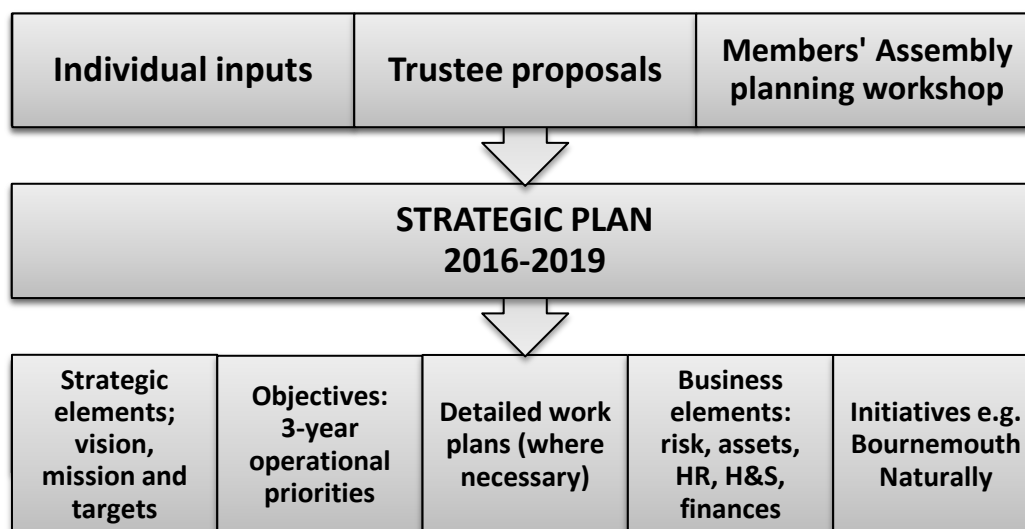 Individual inputs
Trustee proposals
Members' Assembly
planning workshop
STRATEGIC PLAN
2016-2019
Strategic
elements;
vision,
mission and
targets
Objectives:
3-year
operational
priorities
Detailed work
plans (where
necessary)
Business
elements:
risk, assets,
HR, H&S,
finances
Initiatives e.g.
Bournemouth
Naturally